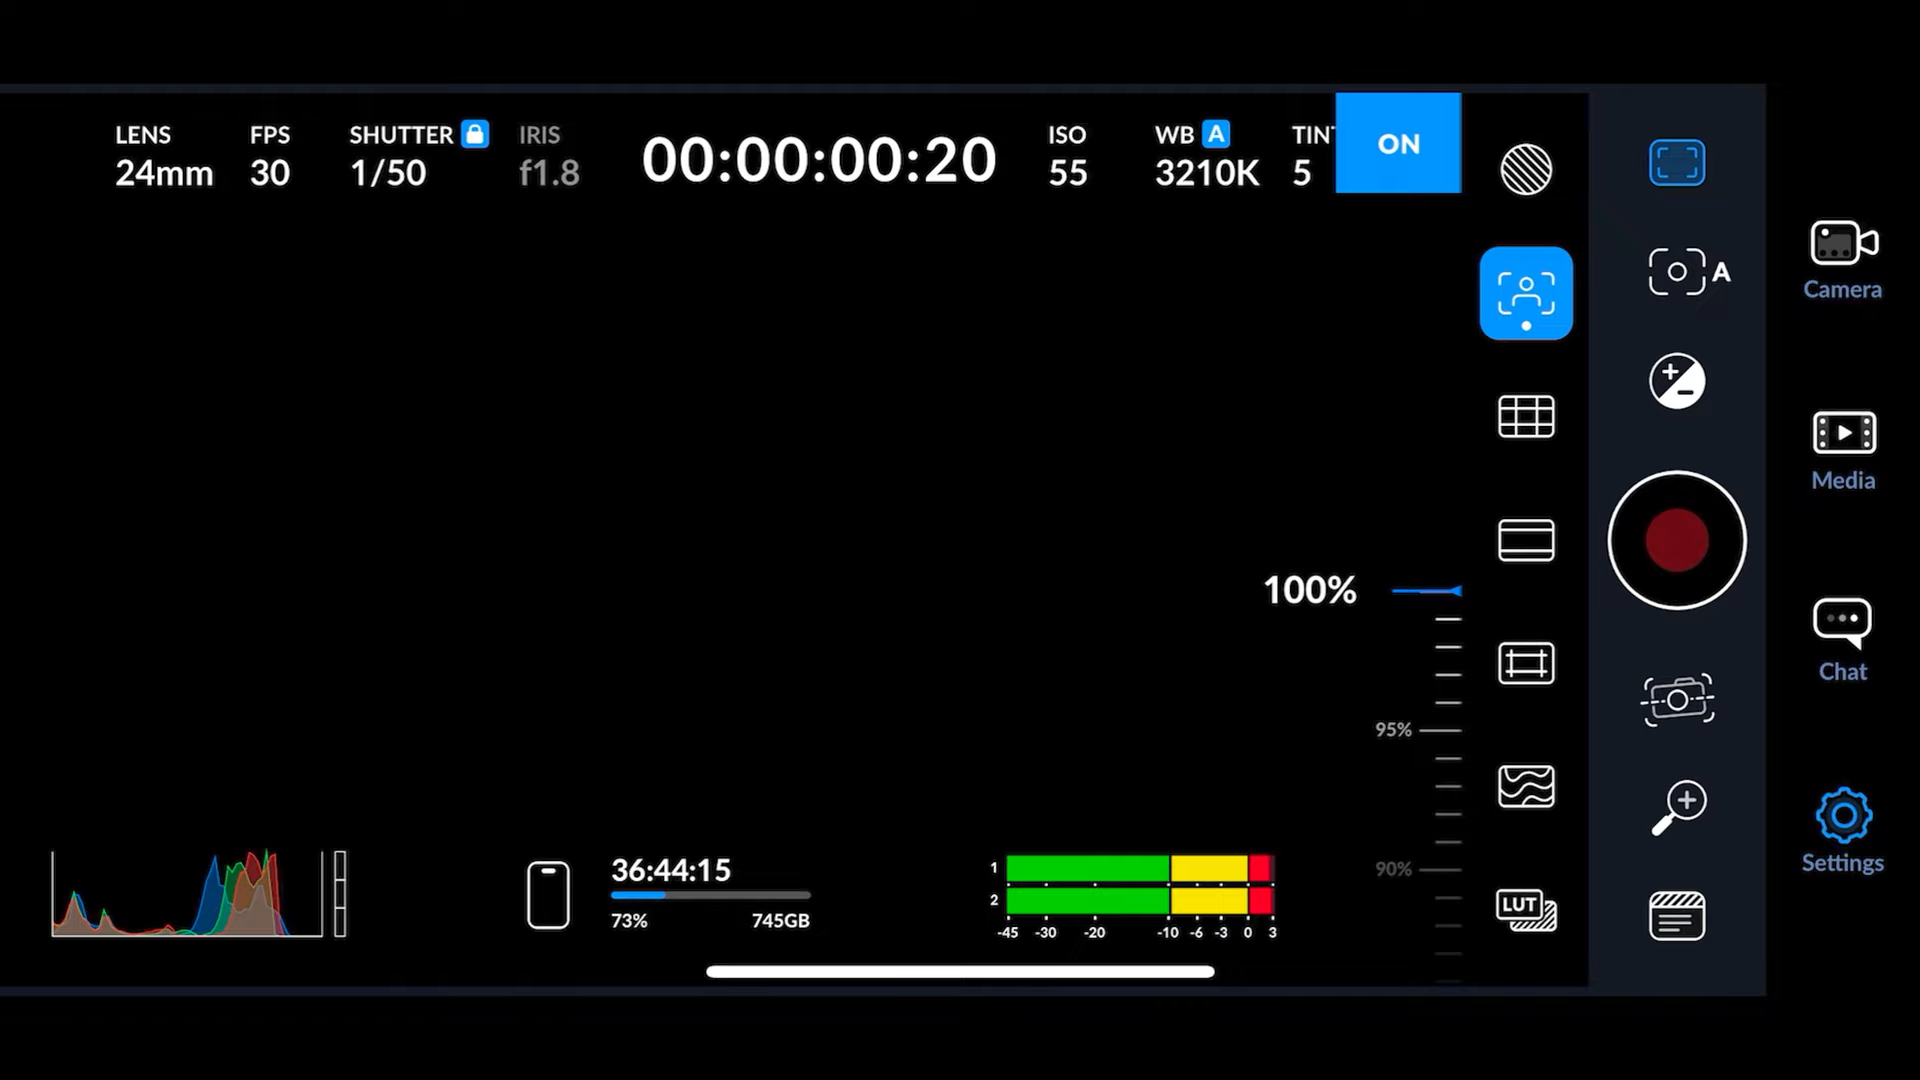 LENS
24mm
FPS
30
SHUTTER
1/50
IRIS
f1.8
00:00:00:20
ISO
55
WB A
3210K
TIN
5
ON
A
Camera
Media
Chat
Settings
100%
95%
90%
LUT
36:44:15
73% 745GB
1
2
-45 -30 -20 -10 -6 -3 0 3